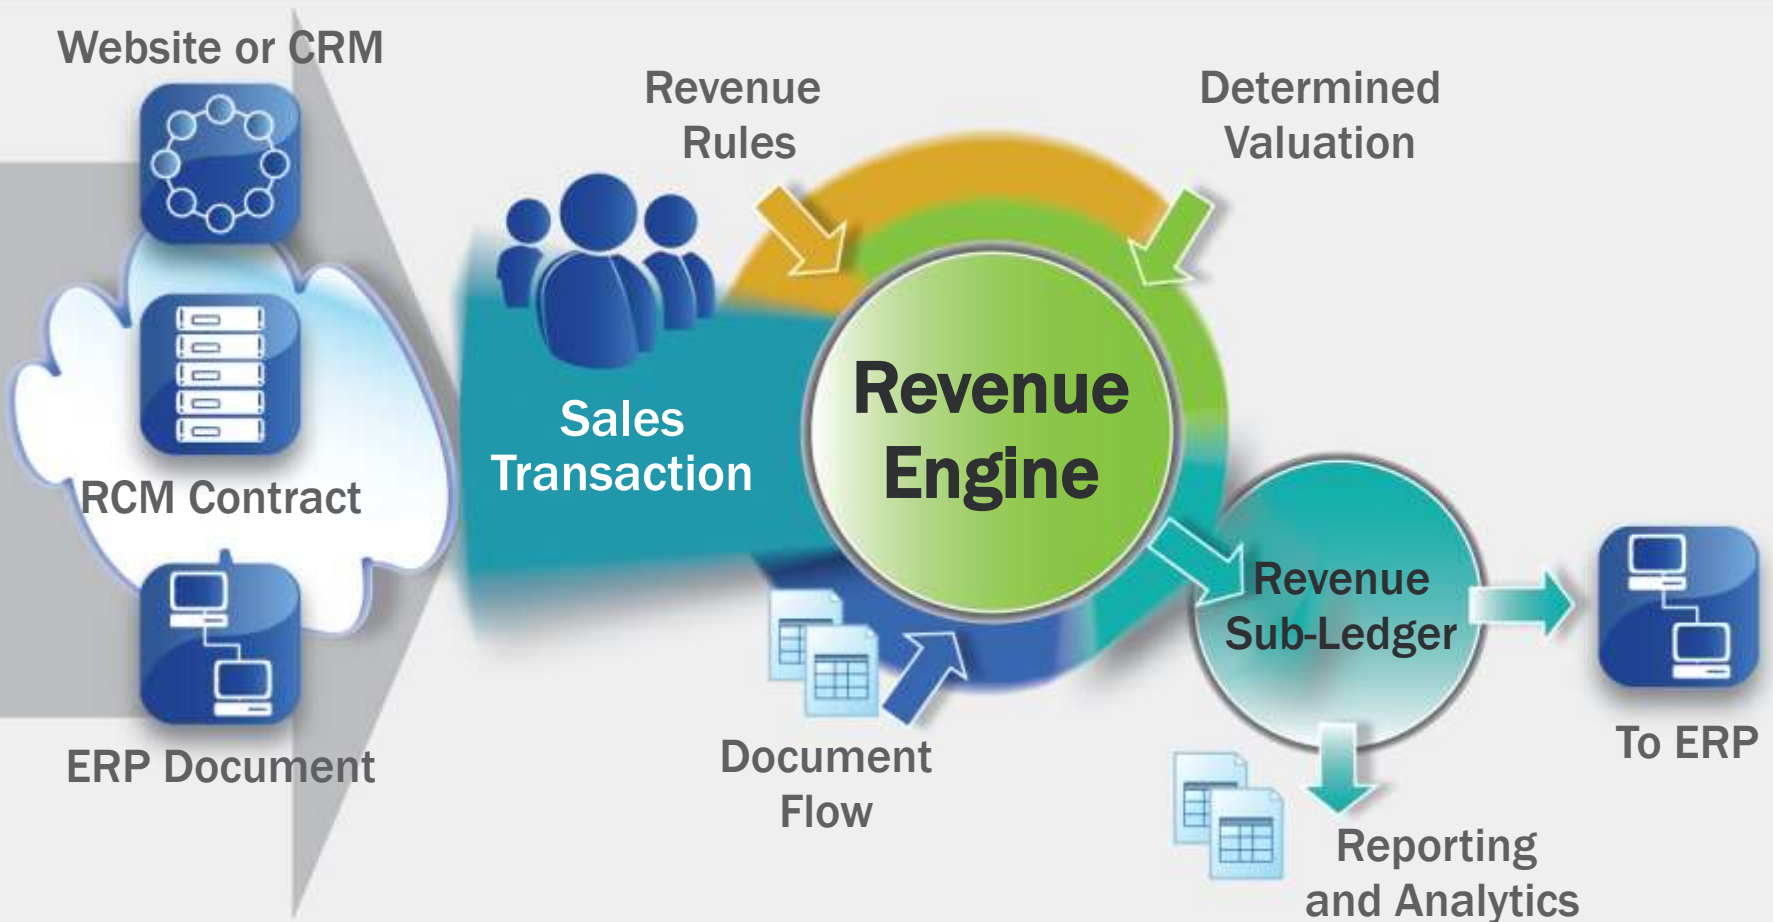 Website or CRM
RCM Contract
ERP Document
Sales
Transaction
Revenue
Rules
Determined
Valuation
Revenue
Engine
Document
Flow
Revenue
Sub-Ledger
To ERP
Reporting
and Analytics